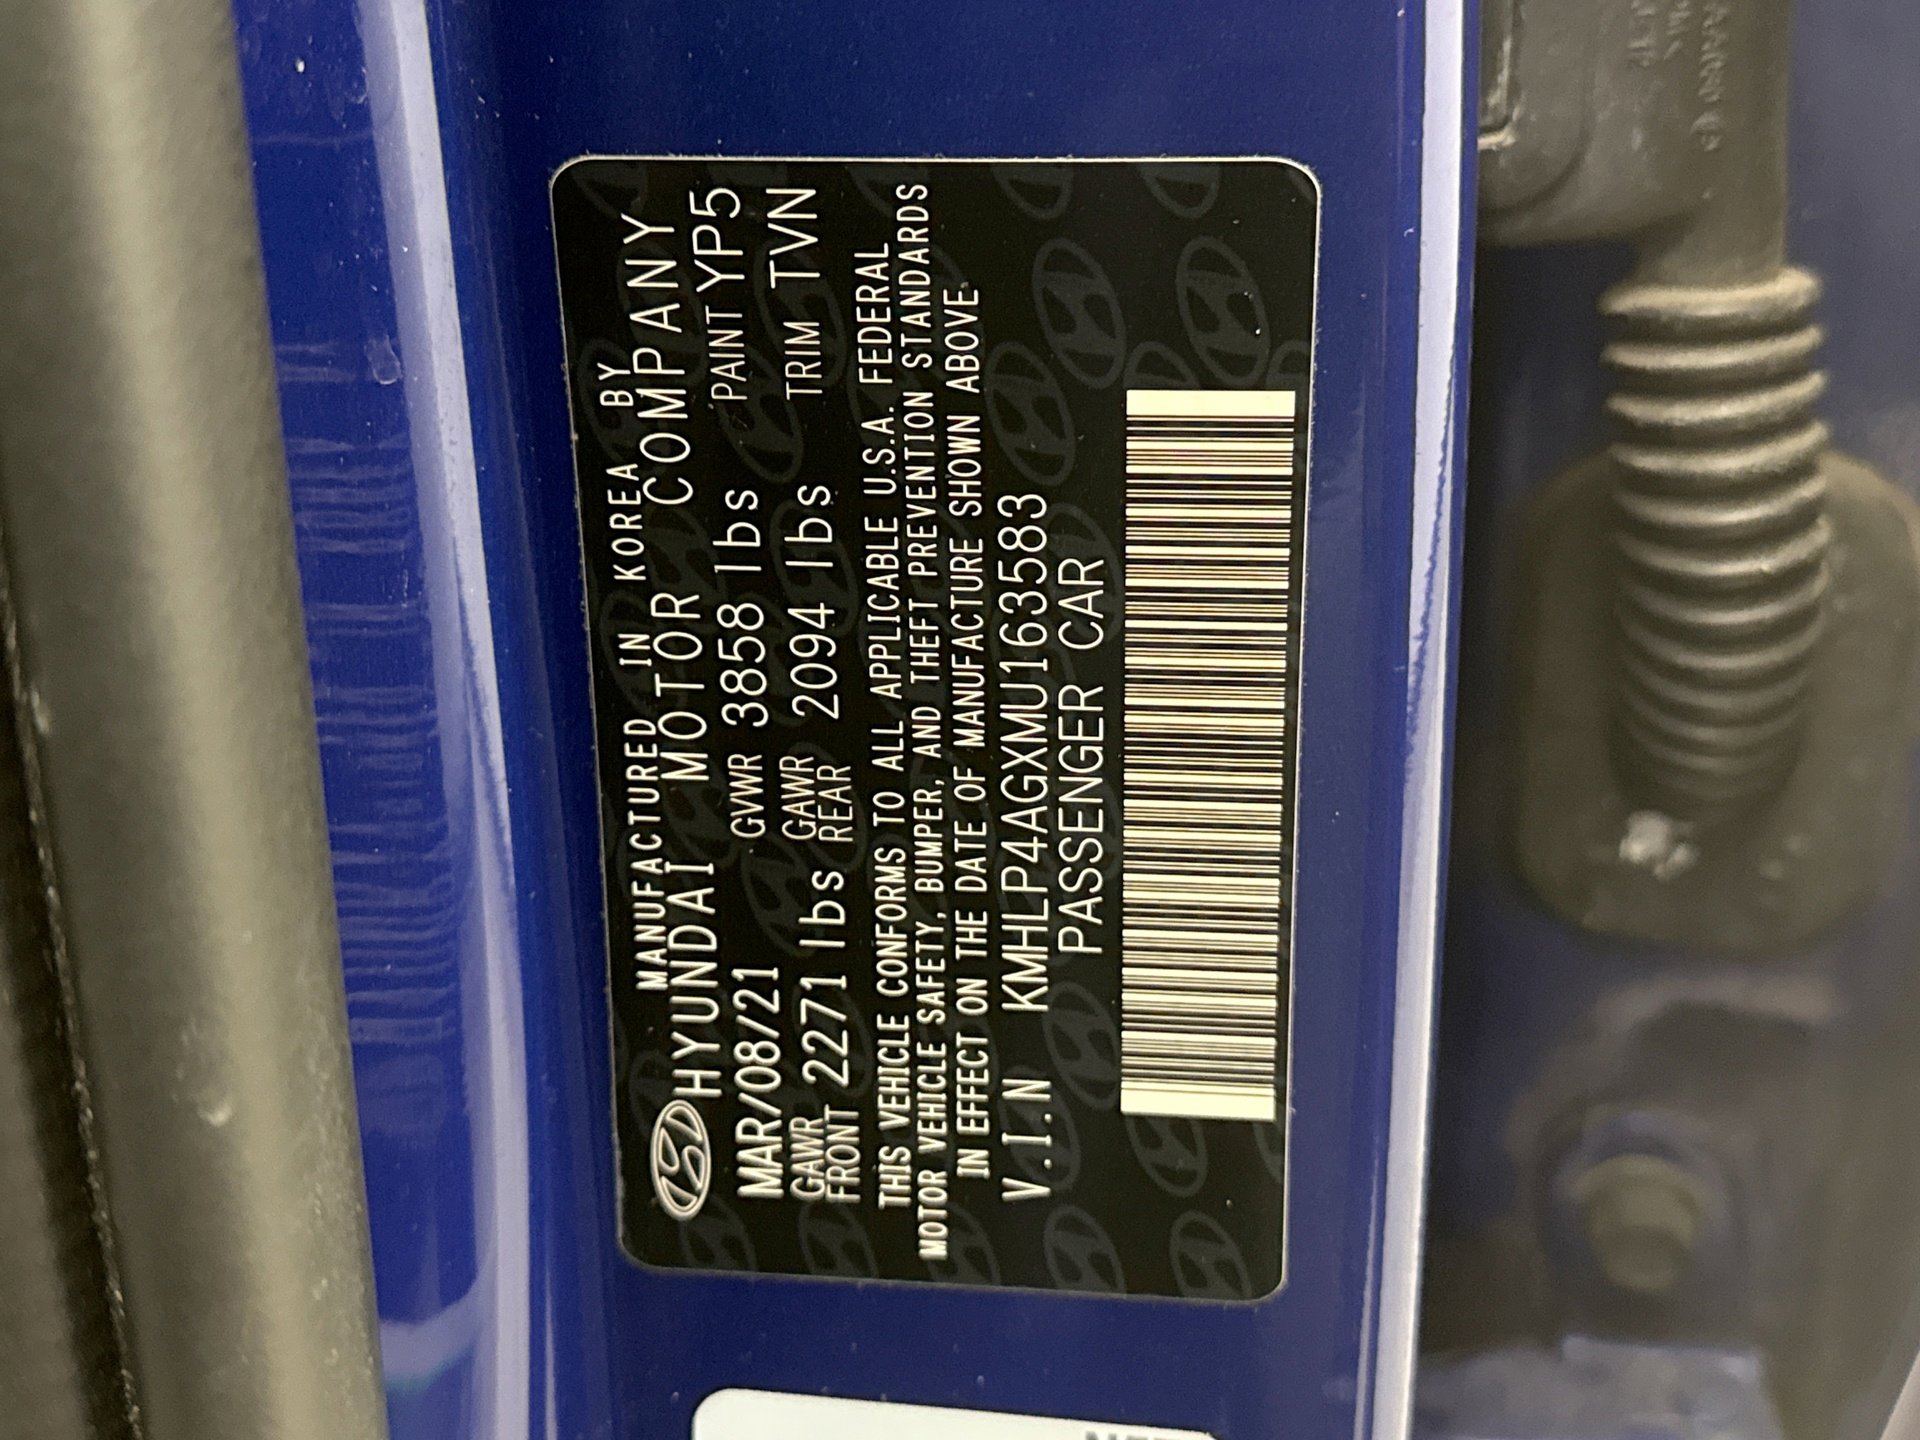 MANUFACTURED IN KOREA BY
HYUNDAI MOTOR COMPANY
MAR/08/21 GVWR 3858 lbs PAINT YP5
GAWR FRONT 2271 lbs GAWR REAR 2094 lbs TRIM TVN
THIS VEHICLE CONFORMS TO ALL APPLICABLE U.S.A. FEDERAL
MOTOR VEHICLE SAFETY, BUMPER, AND THEFT PREVENTION STANDARDS
IN EFFECT ON THE DATE OF MANUFACTURE SHOWN ABOVE
V.I.N KMHLP4AGXMU163583
PASSENGER CAR